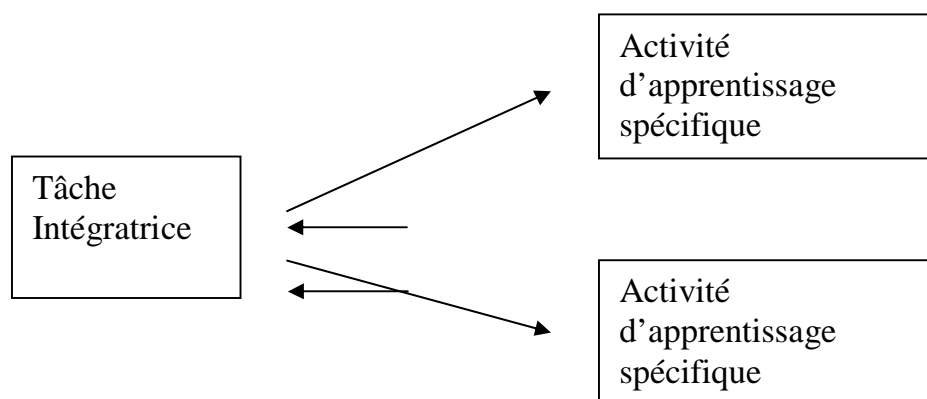 Activité
d’apprentissage
spécifique
Tâche
Intégratrice
Activité
d’apprentissage
spécifique